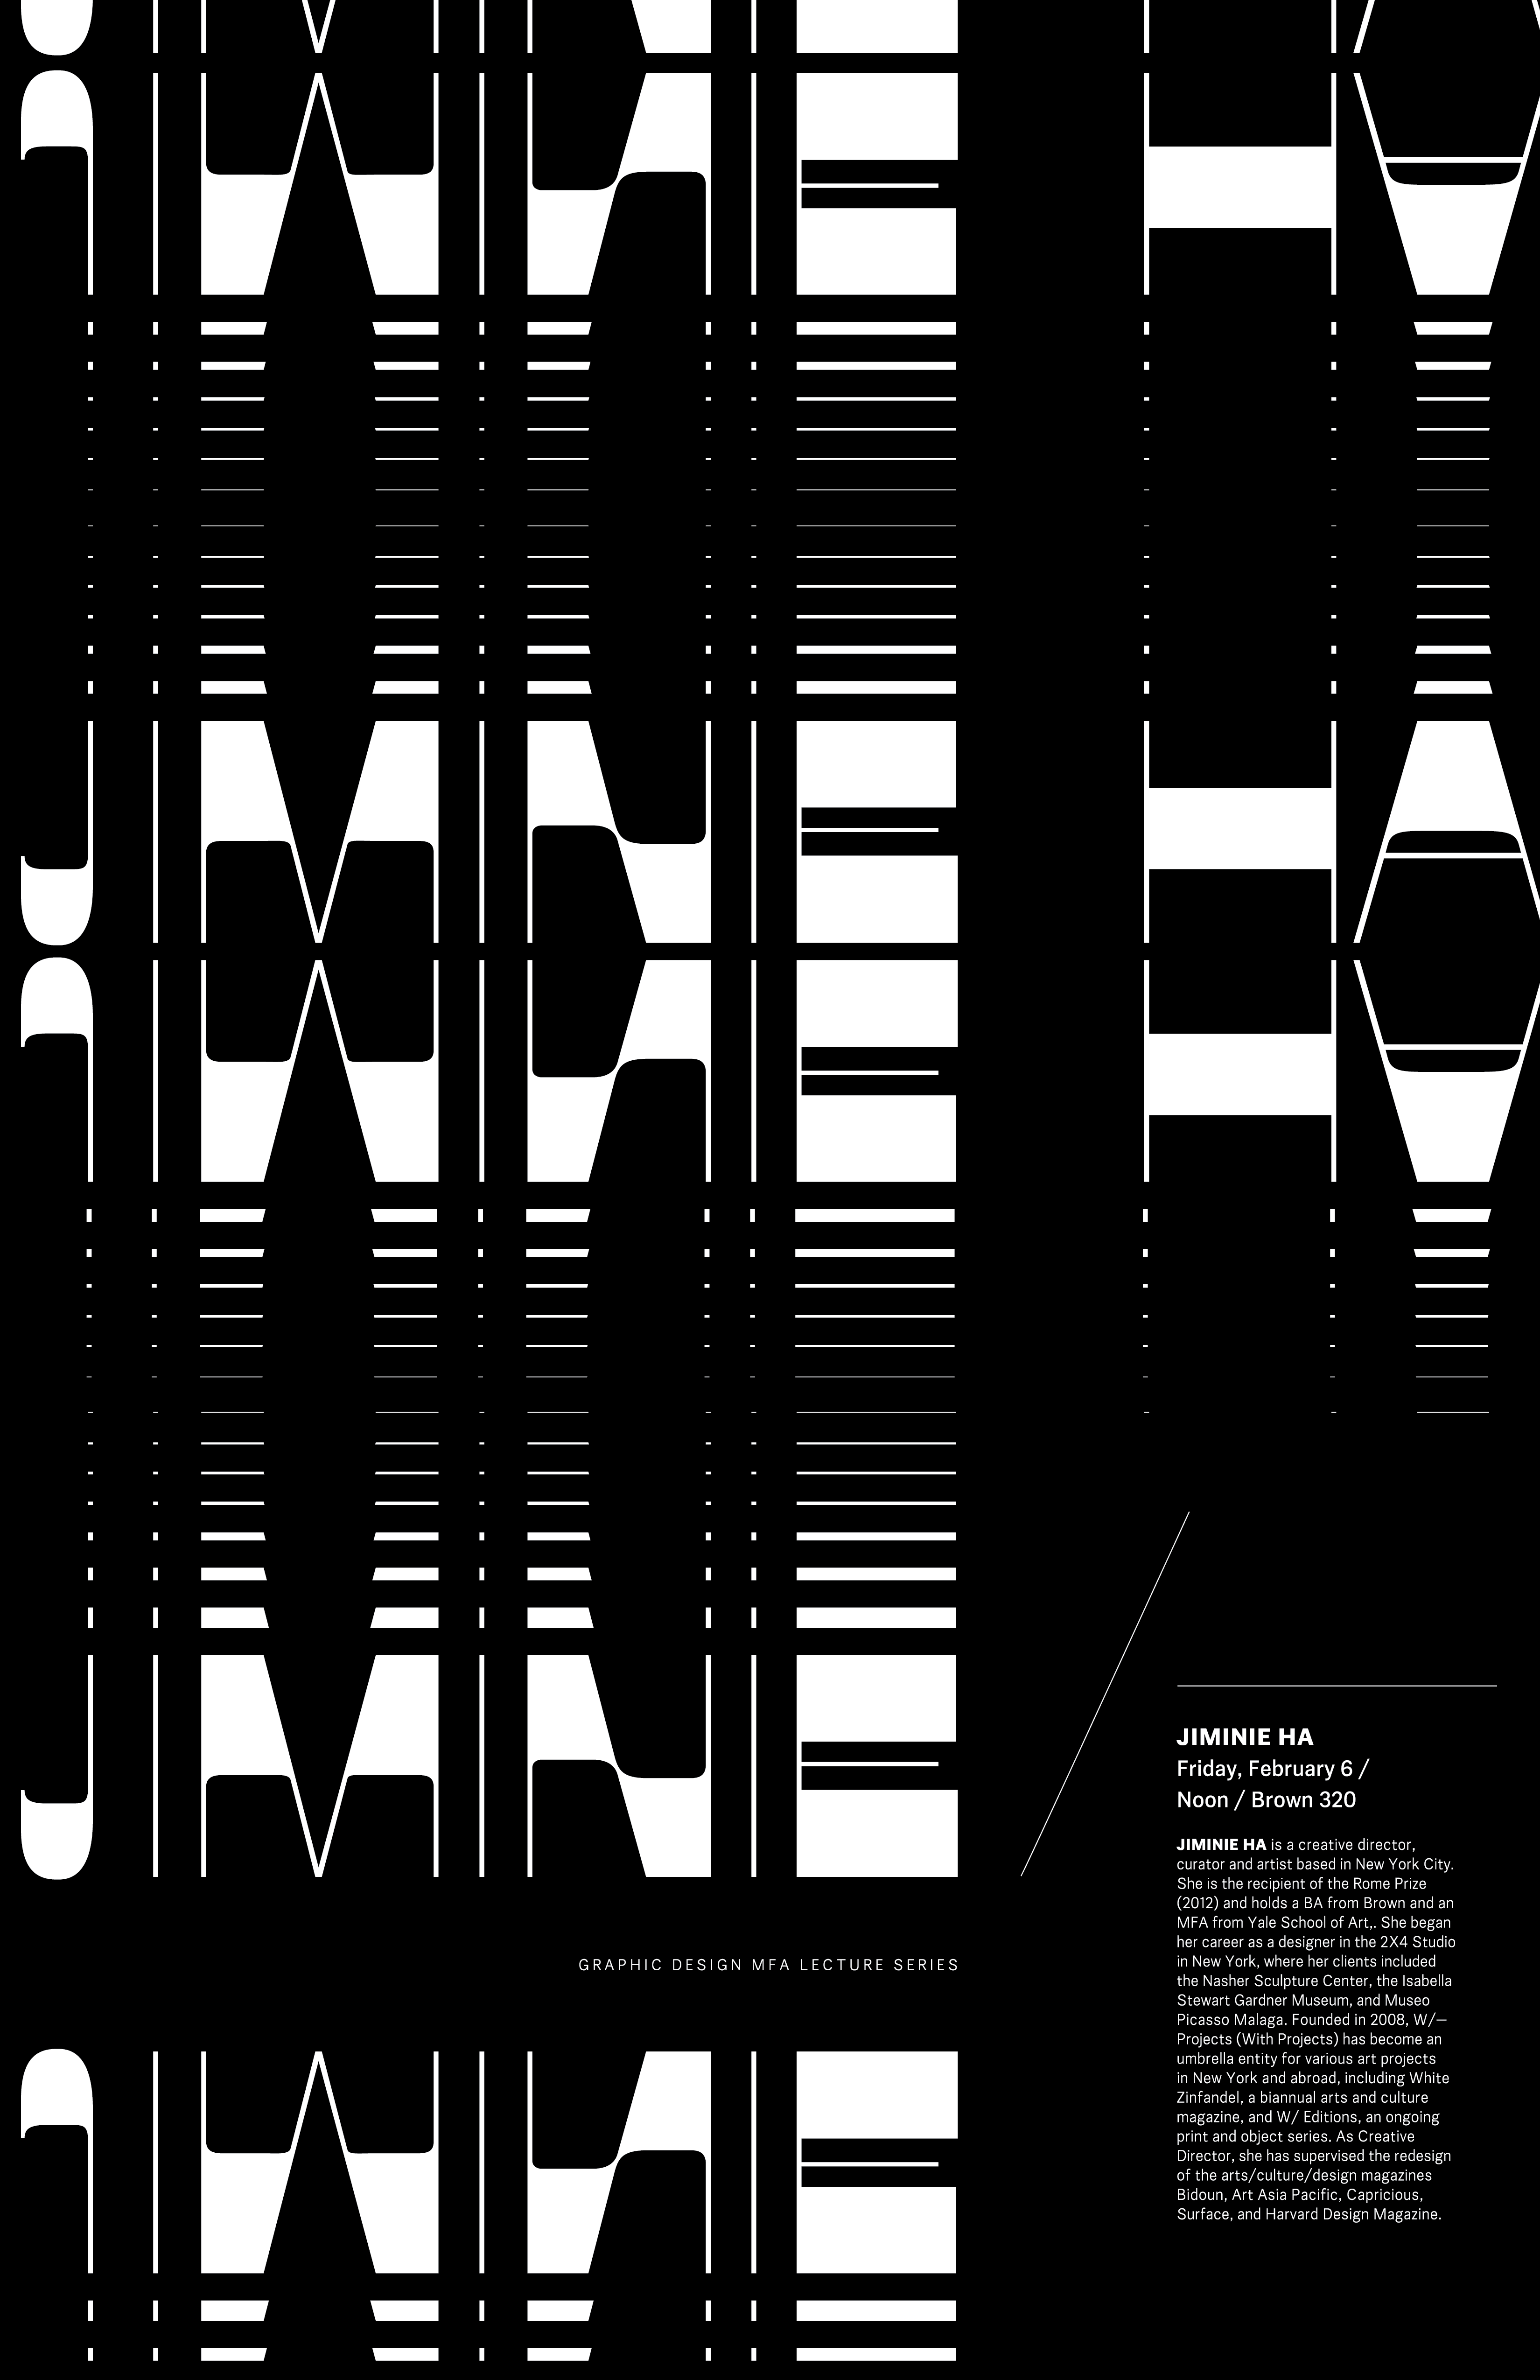 JIMINIE HA
JIMINIE HA
JIMINIE HA
JIMINIE
GRAPHIC DESIGN MFA LECTURE SERIES
JIMINIE
JIMINIE HA
Friday, February 6 /
Noon / Brown 320
JIMINIE HA is a creative director,
curator and artist based in New York City.
She is the recipient of the Rome Prize
(2012) and holds a BA from Brown and an
MFA from Yale School of Art,. She began
her career as a designer in the 2X4 Studio
in New York, where her clients included
the Nasher Sculpture Center, the Isabella
Stewart Gardner Museum, and Museo
Picasso Malaga. Founded in 2008, W/—
Projects (With Projects) has become an
umbrella entity for various art projects
in New York and abroad, including White
Zinfandel, a biannual arts and culture
magazine, and W/ Editions, an ongoing
print and object series. As Creative
Director, she has supervised the redesign
of the arts/culture/design magazines
Bidoun, Art Asia Pacific, Capricious,
Surface, and Harvard Design Magazine.